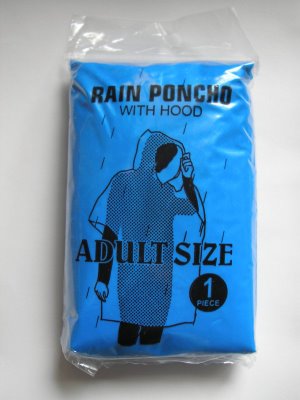 RAIN PONCHO
WITH HOOD
ADULT SIZE
1
PIECE